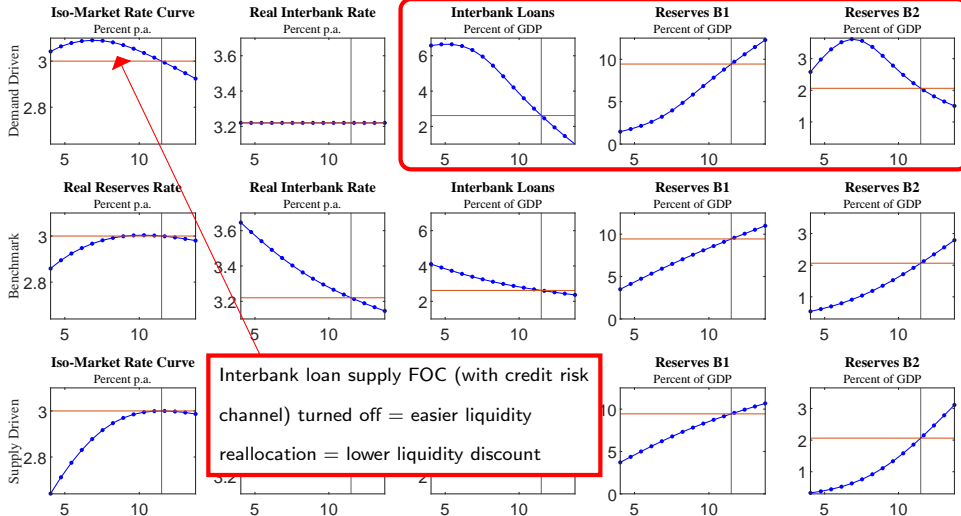 Iso-Market Rate Curve Real Interbank Rate Interbank Loans Reserves B1 Reserves B2
Percent p.a. Percent p.a. Percent of GDP Percent of GDP Percent of GDP
Demand Driven
3 2.8 5 10
3.6 3.4 3.2 5 10
6 4 2 5 10
10 5 0 5 10
3 2 1 5 10
Real Reserves Rate Real Interbank Rate Interbank Loans Reserves B1 Reserves B2
Percent p.a. Percent p.a. Percent of GDP Percent of GDP Percent of GDP
Benchmark
3 2.8 5 10
3.6 3.4 3.2 5 10
6 4 2 5 10
10 5 0 5 10
3 2 1 5 10
Iso-Market Rate Curve Reserves B1 Reserves B2
Percent p.a. Percent of GDP Percent of GDP
Supply Driven
3 2.8 5 10
3.2 5 10
5 10
10 5 0 5 10
3 2 1 5 10
Interbank loan supply FOC (with credit risk
channel) turned off = easier liquidity
reallocation = lower liquidity discount